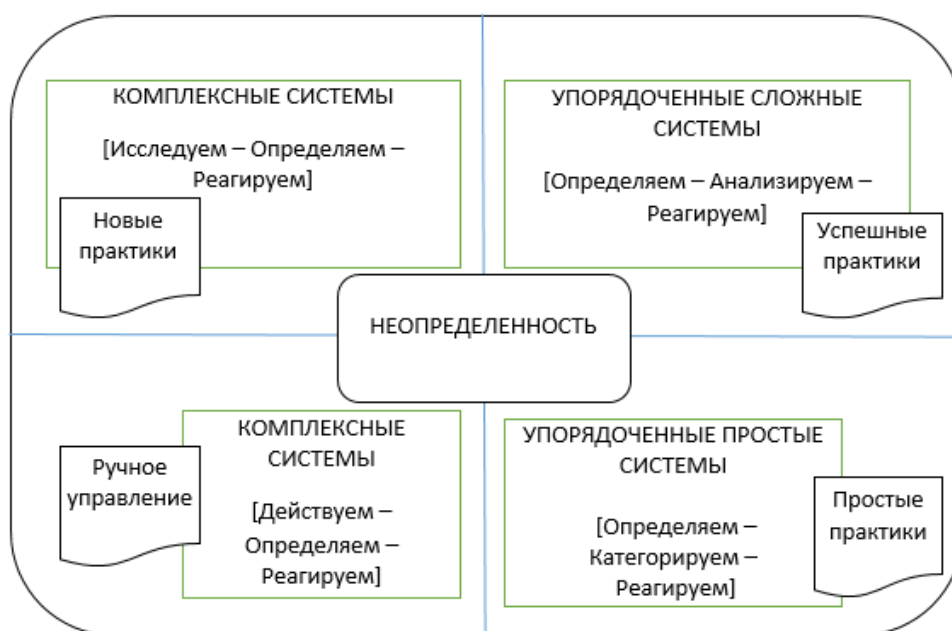 КОМПЛЕКСНЫЕ СИСТЕМЫ
[Исследуем – Определяем –
Реагируем]
Новые
практики
УПОРЯДОЧЕННЫЕ СЛОЖНЫЕ
СИСТЕМЫ
[Определяем – Анализируем –
Реагируем]
Успешные
практики
НЕОПРЕДЕЛЕННОСТЬ
КОМПЛЕКСНЫЕ
СИСТЕМЫ
[Действуем –
Определяем –
Реагируем]
Ручное
управление
УПОРЯДОЧЕННЫЕ ПРОСТЫЕ
СИСТЕМЫ
[Определяем –
Категорируем –
Реагируем]
Простые
практики